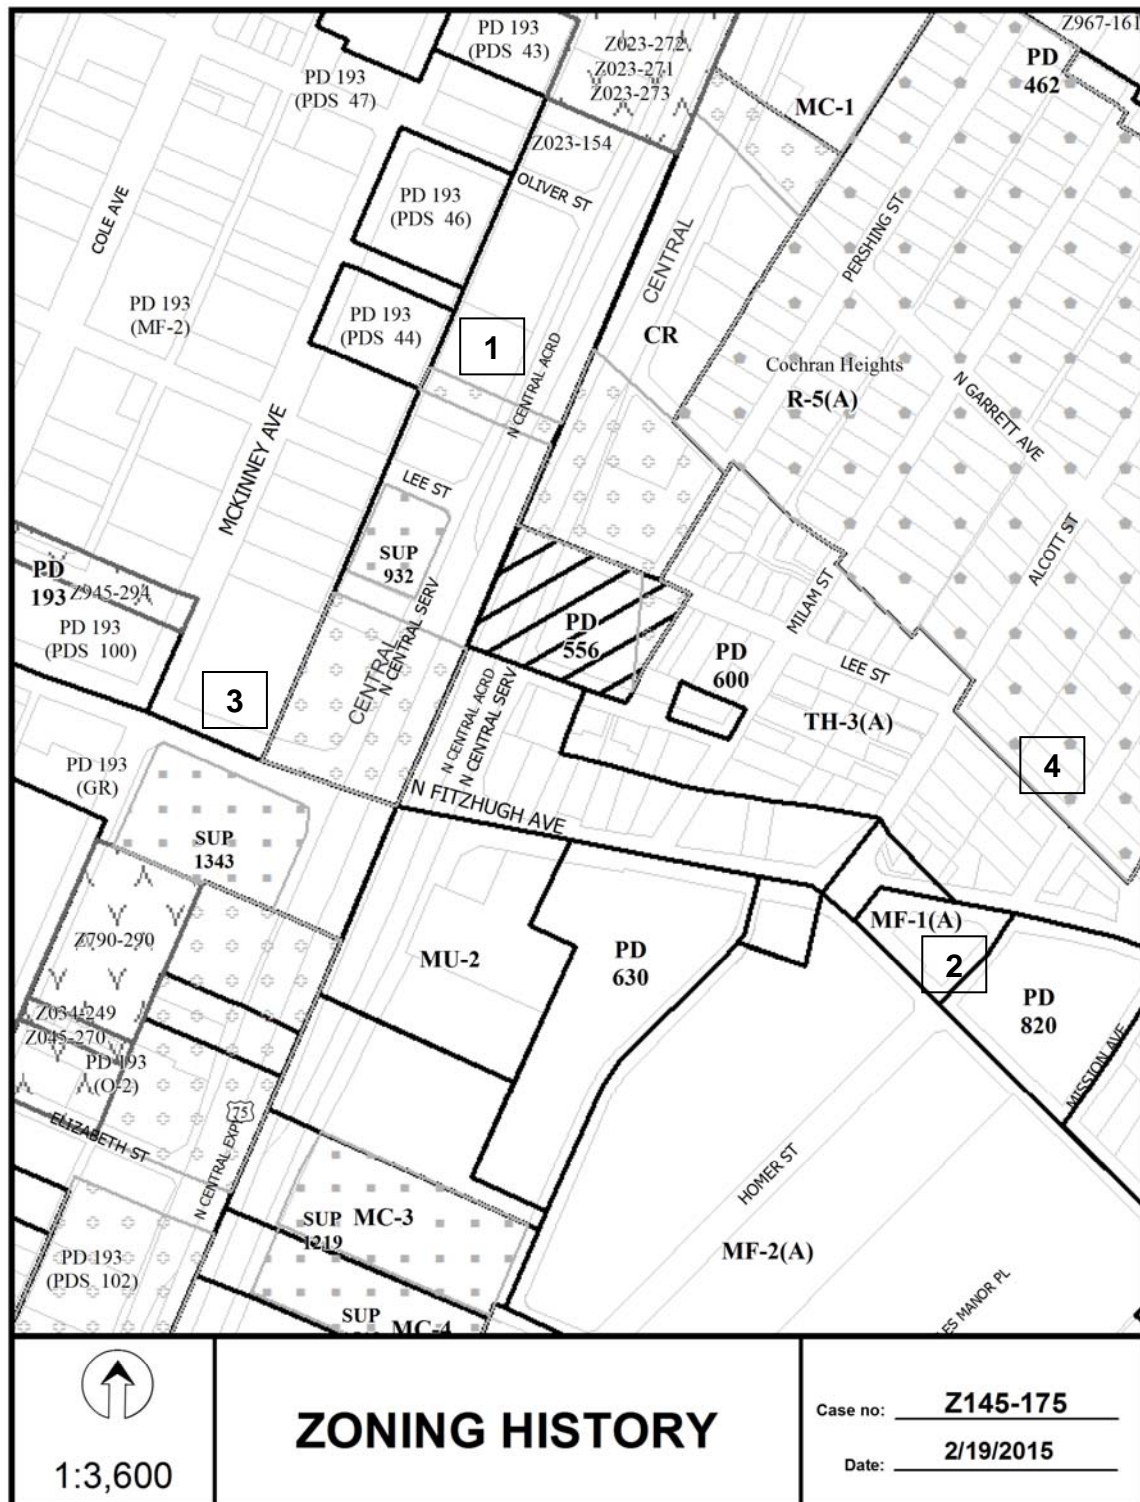 PD 193
(PDS 43)
Z023-272
Z023-271
Z023-273
Z967-161
PD
462
PD 193
(PDS 47)
MC-1
Z023-154
OLIVER ST
PD 193
(PDS 46)
COLE AVE
PERSHING ST
CENTRAL
PD 193
(MF-2)
PD 193
(PDS 44)
1
CR
N CENTRAL ACRD
Cochran Heights
R-5(A)
N GARRETT AVE
MCKINNEY AVE
LEE ST
SUP
932
ALCOTT ST
PD
193
Z945-294
PD 193
(PDS 100)
CENTRAL
N CENTRAL SERV
PD
556
MILAM ST
PD
600
LEE ST
3
N CENTRAL ACRD
N CENTRAL SERV
TH-3(A)
4
PD 193
(GR)
N FITZHUGH AVE
SUP
1343
MF-1(A)
Z790-290
MU-2
PD
630
2
PD
820
Z034-249
Z045-270
PD 193
(O-2)
MISSION AVE
75
ELIZABETH ST
N CENTRAL EXPY
HOMER ST
SUP
1219
MC-3
PD 193
(PDS 102)
MF-2(A)
LES MANOR PL
SUP
MC-4
1:3,600
ZONING HISTORY
Case no: Z145-175
Date: 2/19/2015